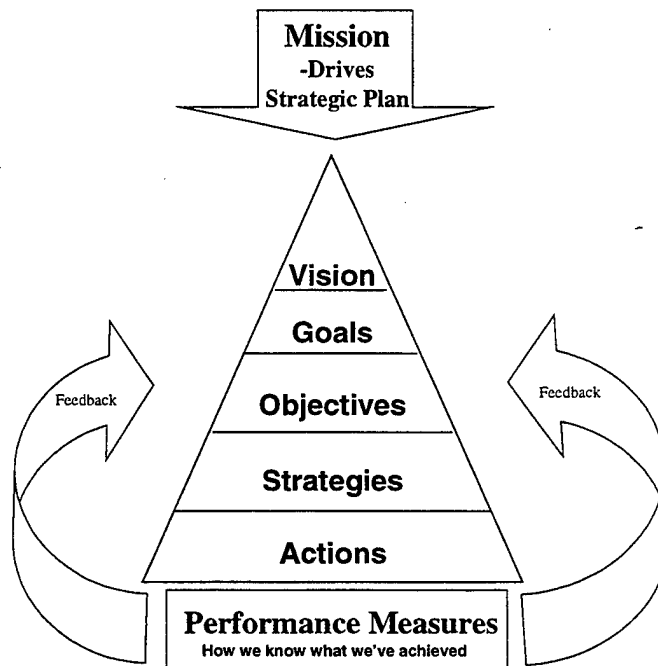 Mission
-Drives
Strategic Plan
Vision
Goals
Feedback
Feedback
Objectives
Strategies
Actions
Performance Measures
How we know what we've achieved